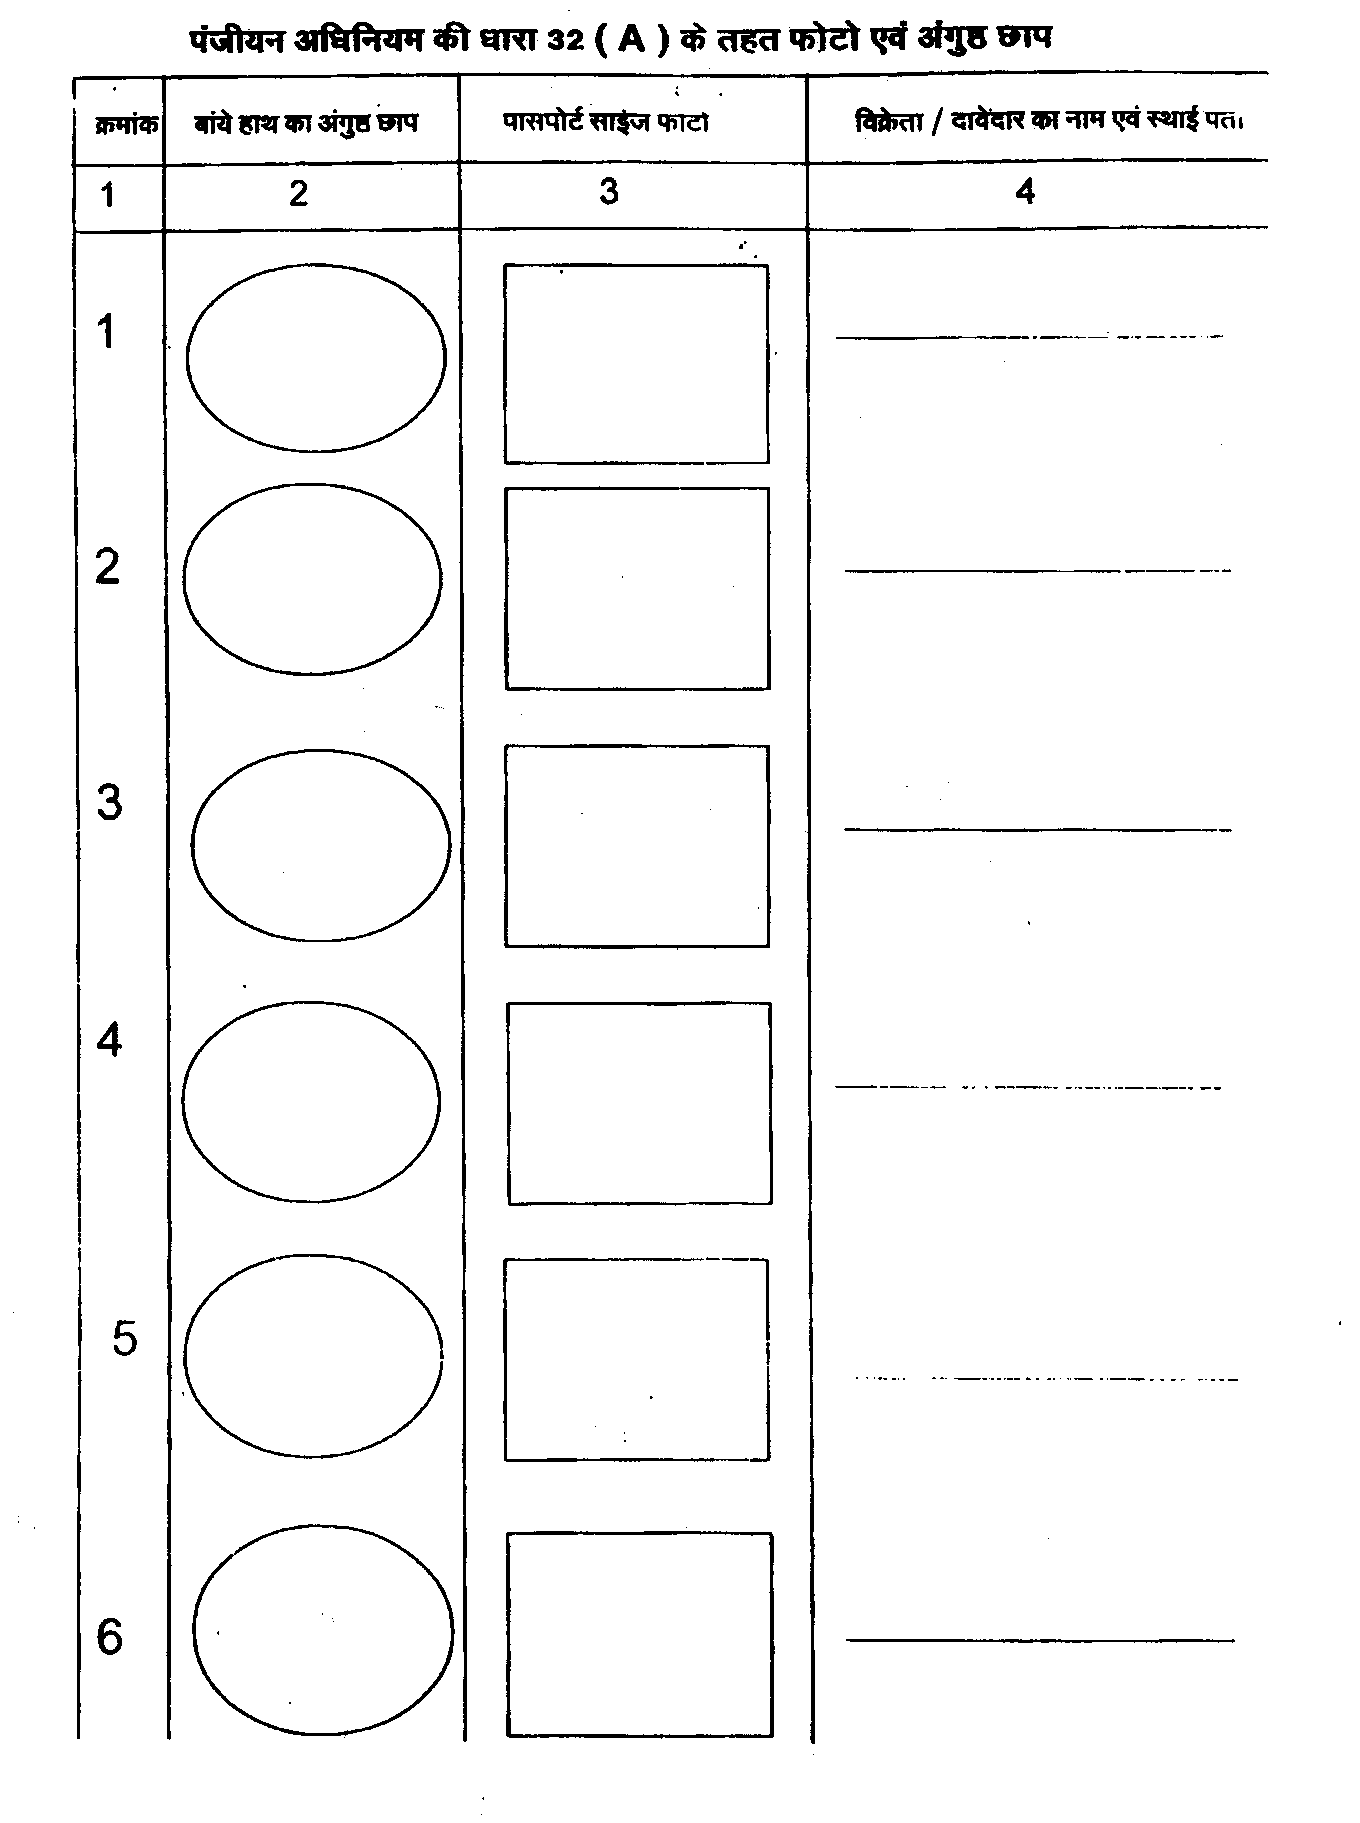 पंजीयन अधिनियम की धारा 32 ( A ) के तहत फोटो एवं अंगुष्ठ छाप
क्रमांक बांये हाथ का अंगुष्ठ छाप पासपोर्ट साईज फोटो विक्रेता / दावेदार का नाम एवं स्थाई पता
1 2 3 4
1
2
3
4
5
6